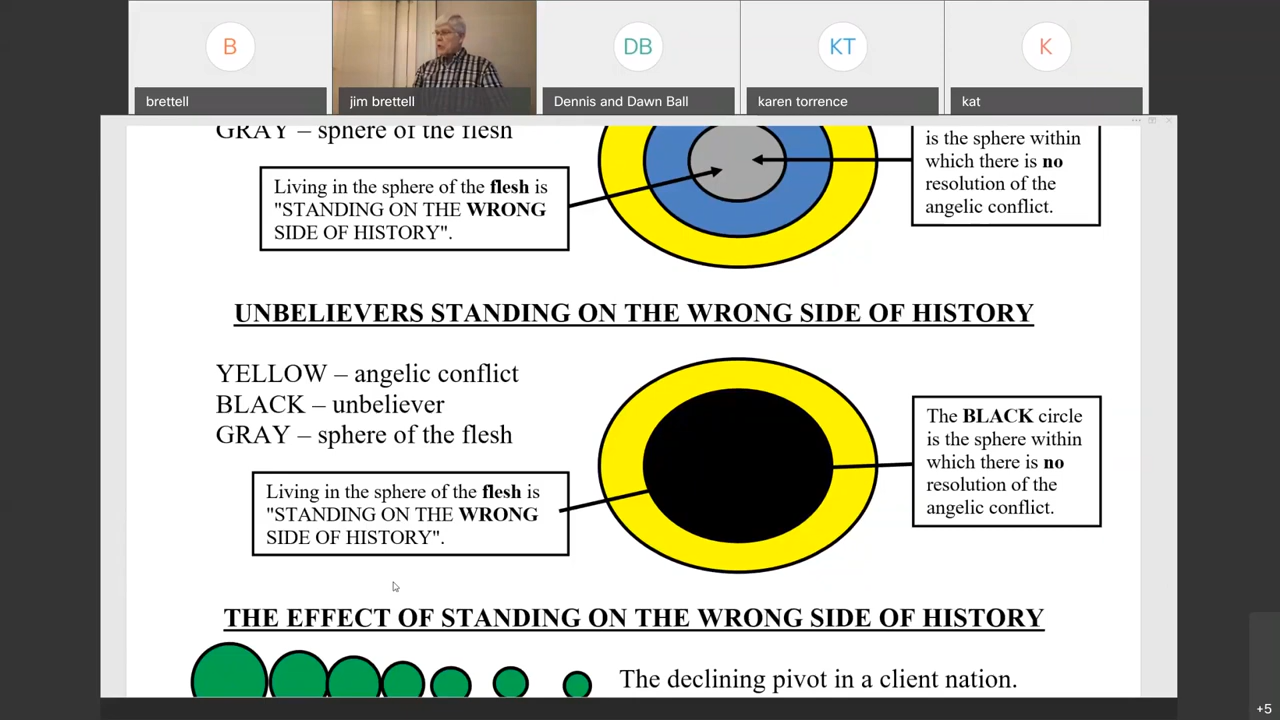 B
DB
KT
K
brettell
jim brettell
Dennis and Dawn Ball
karen torrence
kat
GRAY – sphere of the flesh
Living in the sphere of the flesh is
"STANDING ON THE WRONG
SIDE OF HISTORY".
is the sphere within
which there is no
resolution of the
angelic conflict.
UNBELIEVERS STANDING ON THE WRONG SIDE OF HISTORY
YELLOW – angelic conflict
BLACK – unbeliever
GRAY – sphere of the flesh
Living in the sphere of the flesh is
"STANDING ON THE WRONG
SIDE OF HISTORY".
The BLACK circle
is the sphere within
which there is no
resolution of the
angelic conflict.
THE EFFECT OF STANDING ON THE WRONG SIDE OF HISTORY
The declining pivot in a client nation.
+5